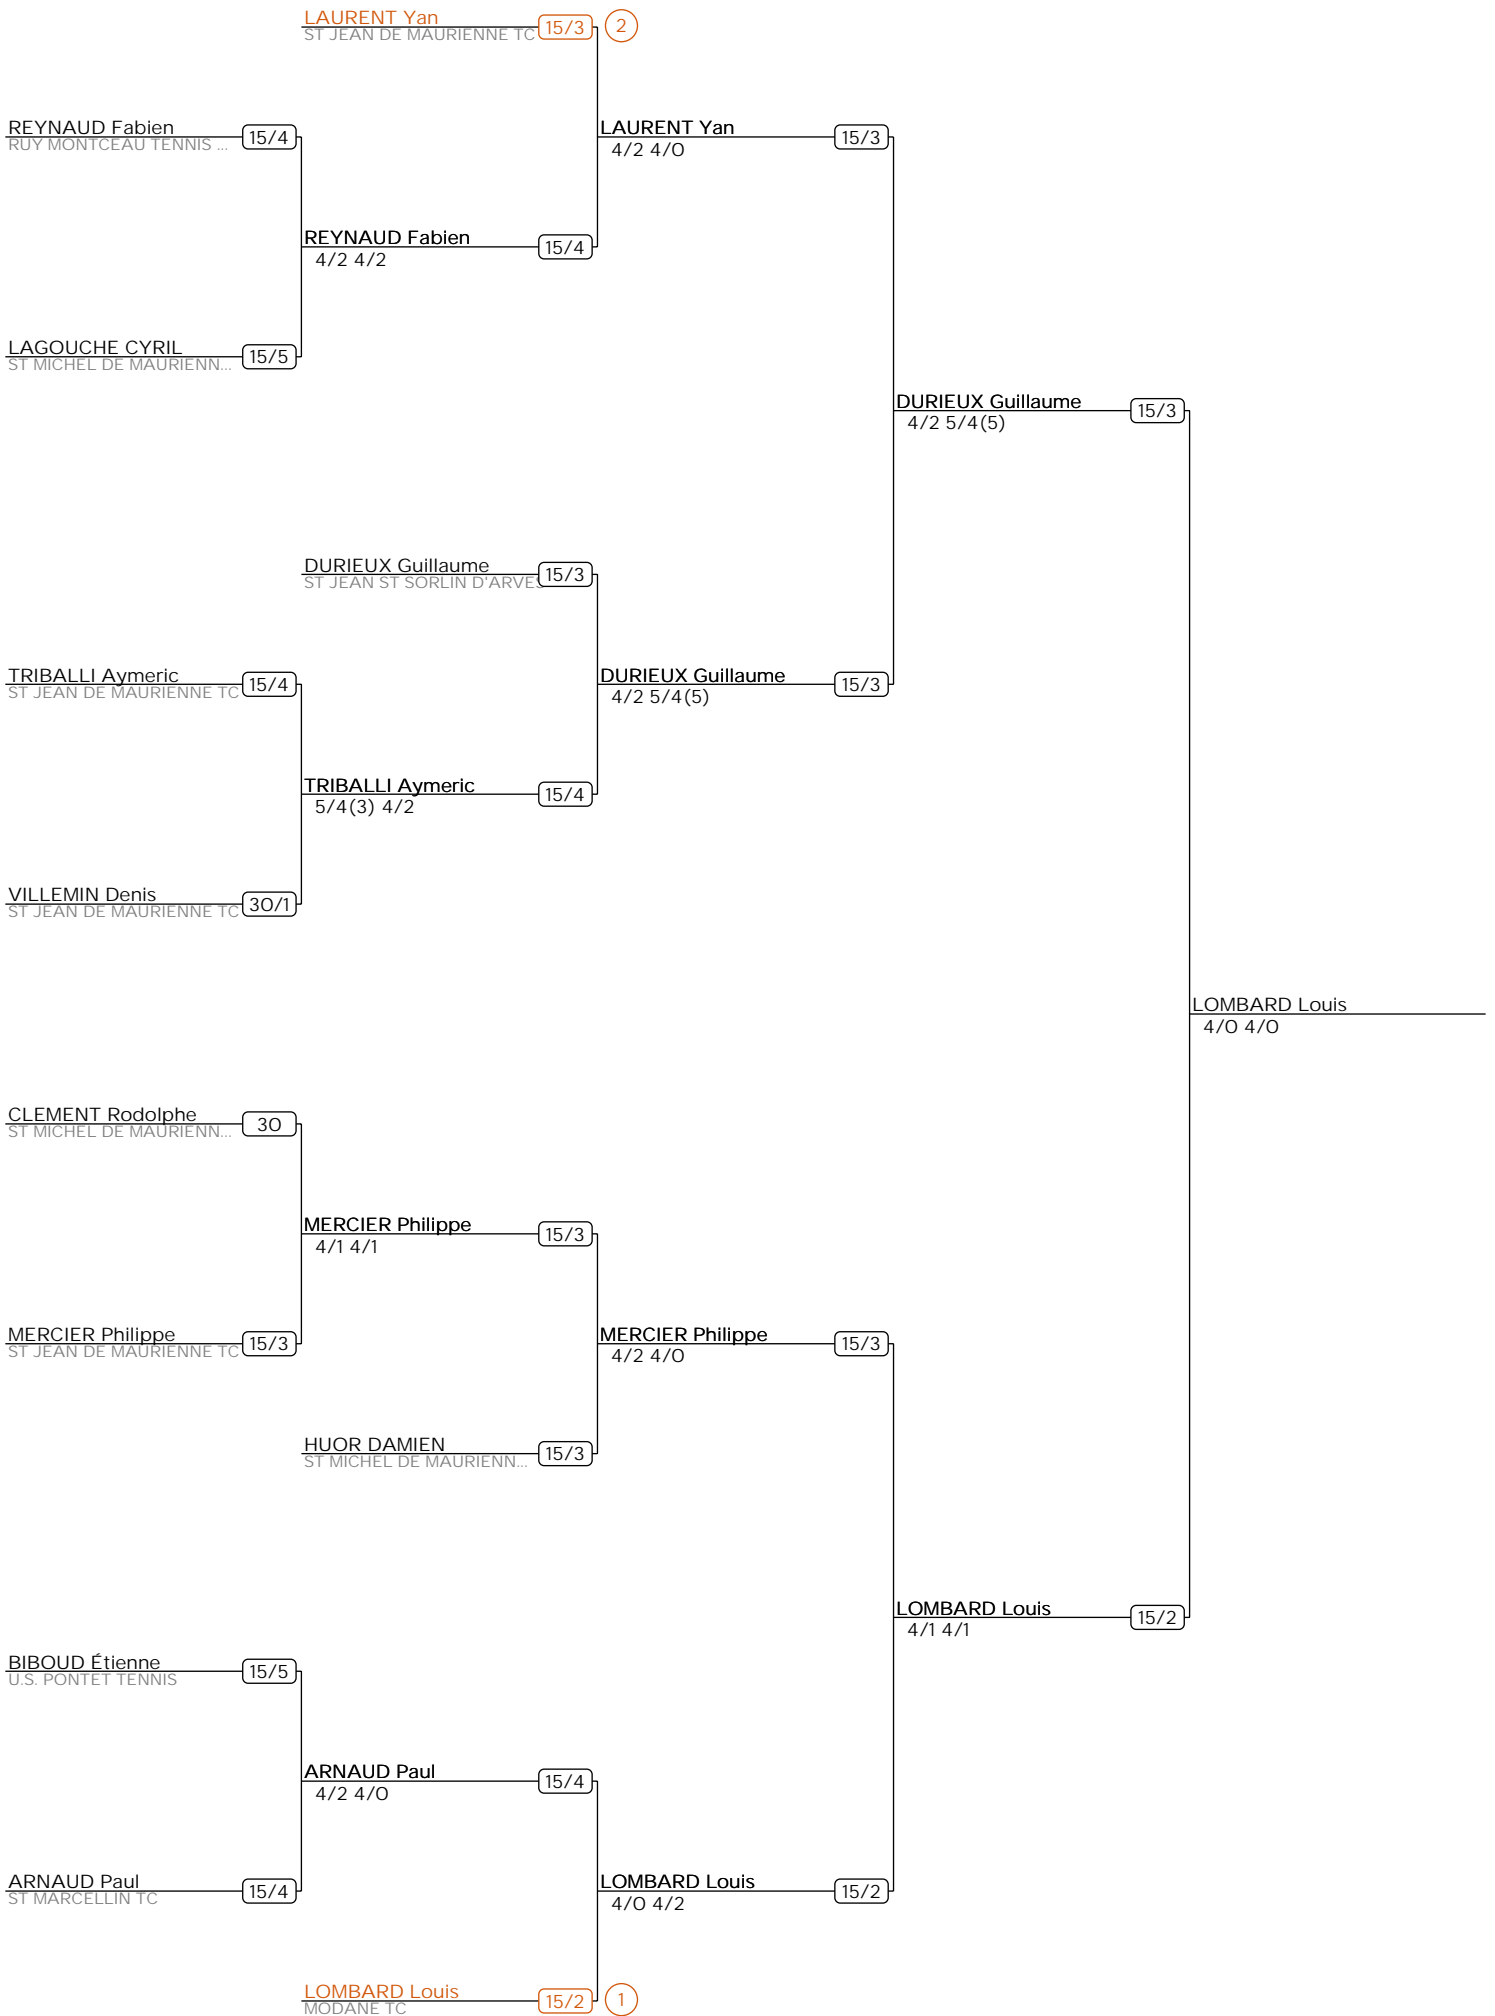 LAURENT Yan
ST JEAN DE MAURIENNE TC
15/3
2
REYNAUD Fabien
RUY MONTCEAU TENNIS ...
15/4
LAURENT Yan
4/2 4/0
15/3
REYNAUD Fabien
4/2 4/2
15/4
LAGOUCHE CYRIL
ST MICHEL DE MAURIENN...
15/5
DURIEUX Guillaume
4/2 5/4(5)
15/3
DURIEUX Guillaume
ST JEAN ST SORLIN D'ARVES
15/3
TRIBALLI Aymeric
ST JEAN DE MAURIENNE TC
15/4
DURIEUX Guillaume
4/2 5/4(5)
15/3
TRIBALLI Aymeric
5/4(3) 4/2
15/4
VILLEMIN Denis
ST JEAN DE MAURIENNE TC
30/1
LOMBARD Louis
4/0 4/0
CLEMENT Rodolphe
ST MICHEL DE MAURIENN...
30
MERCIER Philippe
4/1 4/1
15/3
MERCIER Philippe
ST JEAN DE MAURIENNE TC
15/3
MERCIER Philippe
4/2 4/0
15/3
HUOR DAMIEN
ST MICHEL DE MAURIENN...
15/3
LOMBARD Louis
4/1 4/1
15/2
BIBOUD Étienne
U.S. PONTET TENNIS
15/5
ARNAUD Paul
4/2 4/0
15/4
ARNAUD Paul
ST MARCELLIN TC
15/4
LOMBARD Louis
4/0 4/2
15/2
LOMBARD Louis
MODANE TC
15/2
1